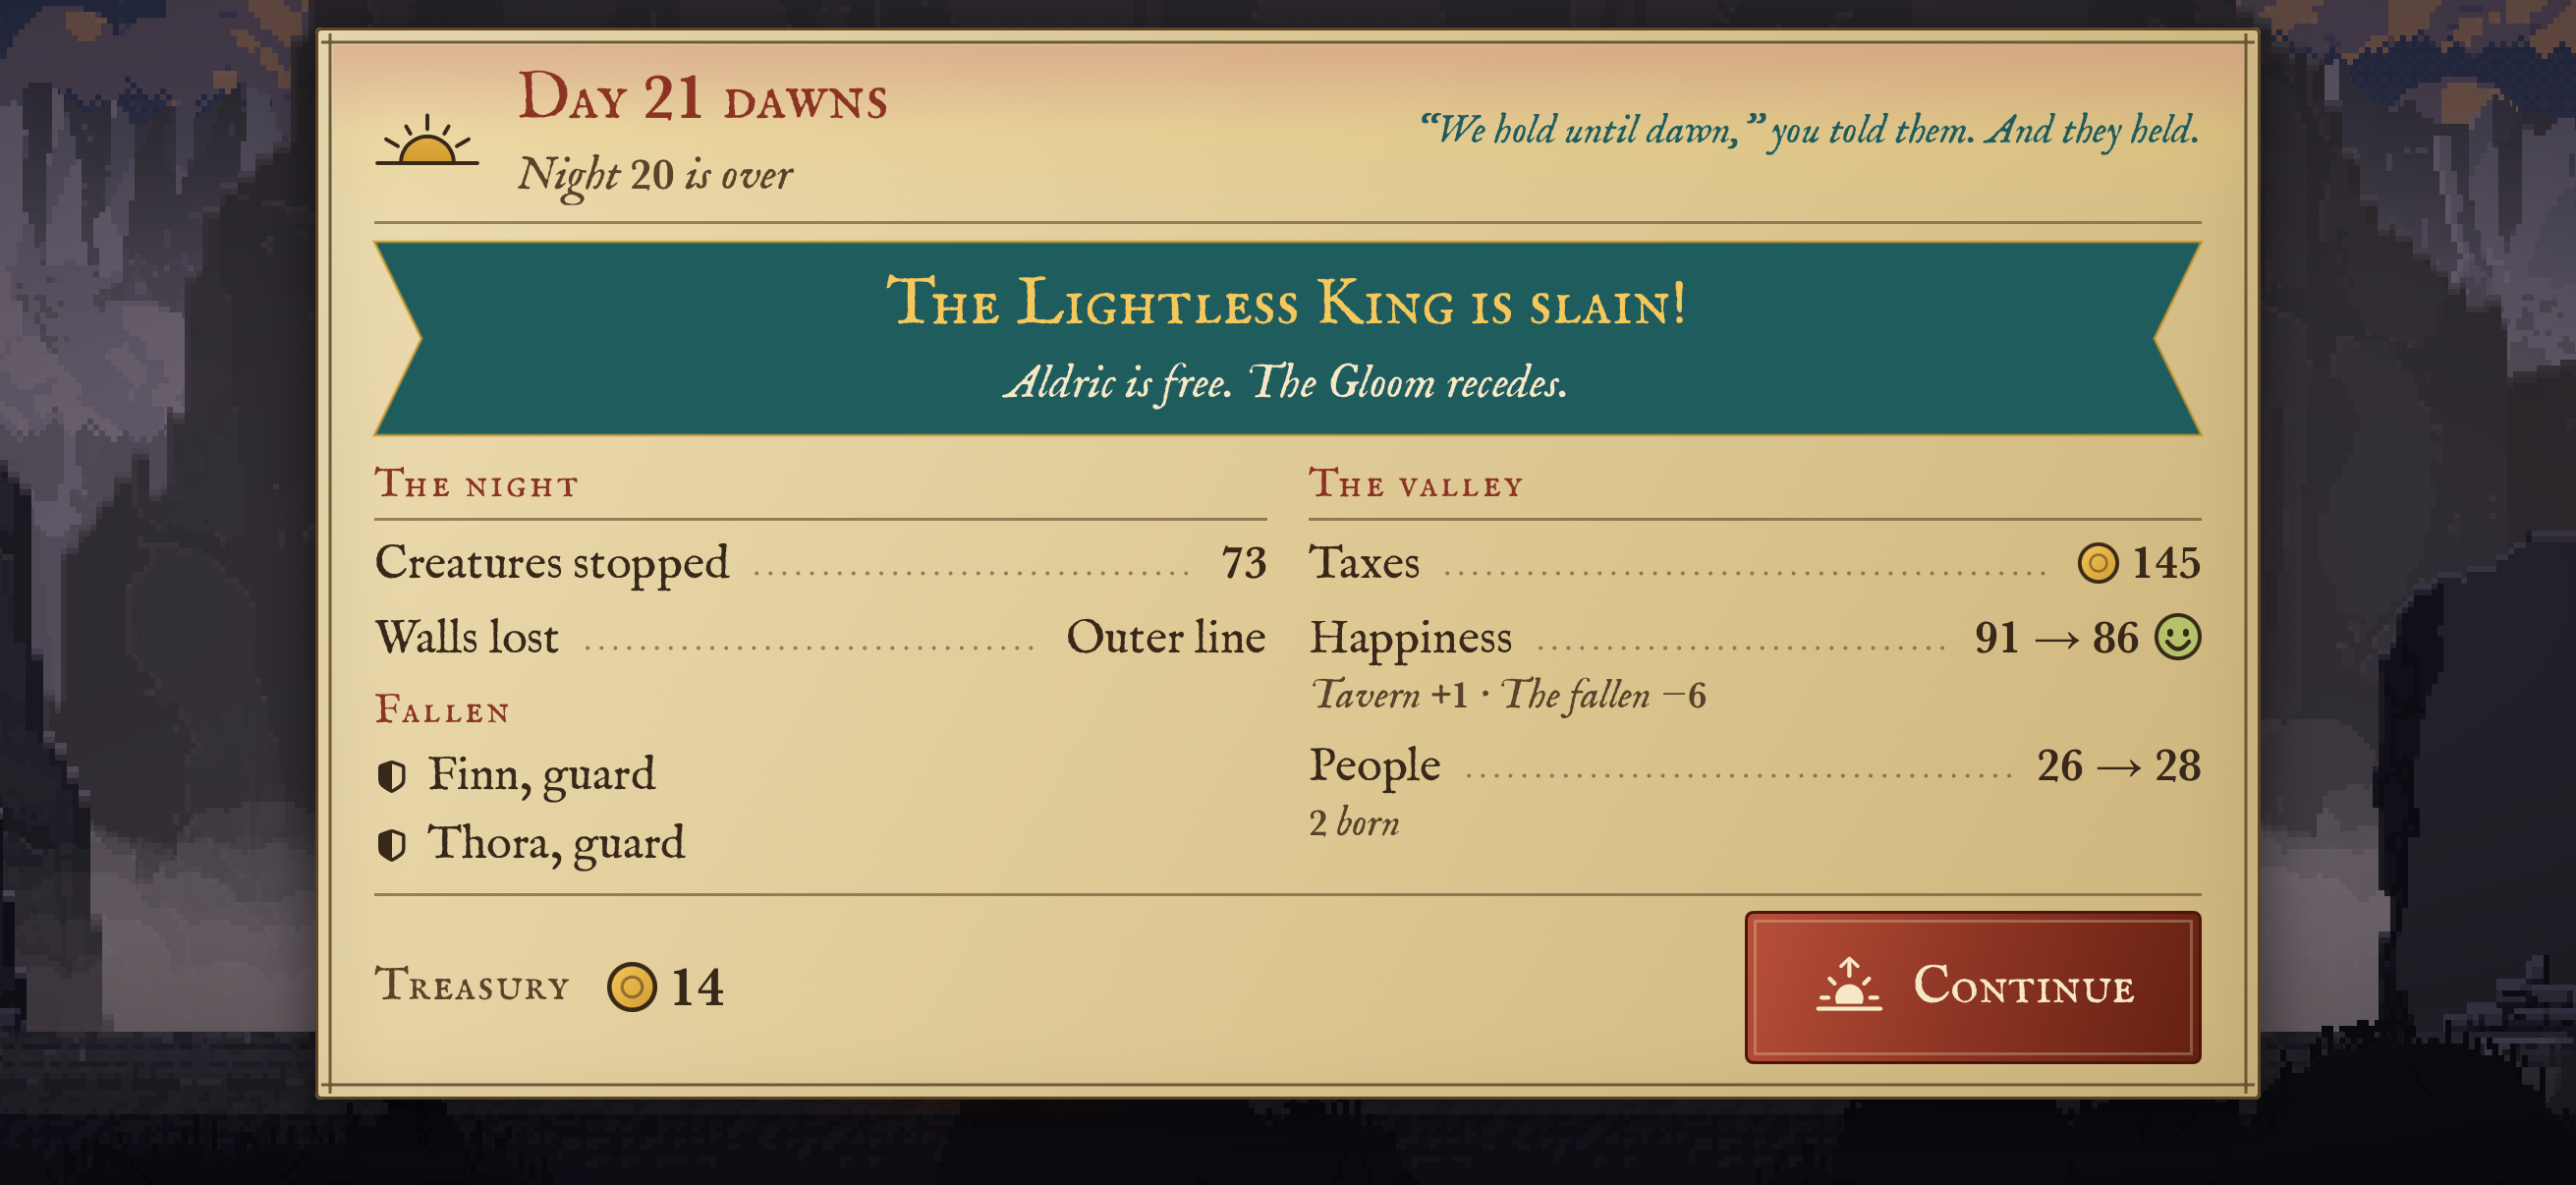 Day 21 dawns
Night 20 is over
“We hold until dawn,” you told them. And they held.
The Lightless King is slain!
Aldric is free. The Gloom recedes.
The night
Creatures stopped 73
Walls lost Outer line
Fallen
Finn, guard
Thora, guard
The valley
Taxes 145
Happiness 91 → 86
Tavern +1 · The fallen −6
People 26 → 28
2 born
Treasury 14
Continue